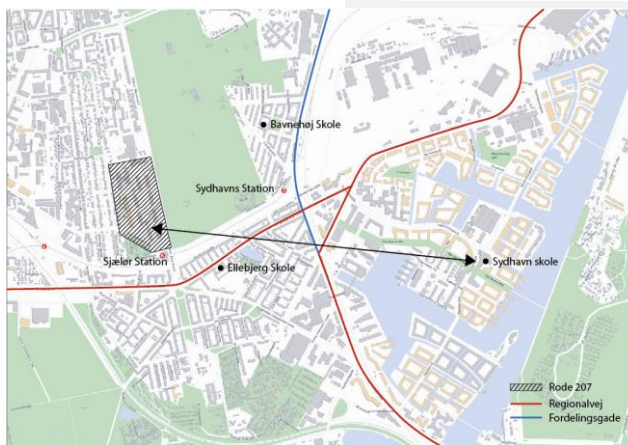 Bavnehøj Skole
Sydhavns Station
Sjælør Station
Ellebjerg Skole
Sydhavn skole
Rode 207
Regionalvej
Fordelingsgade